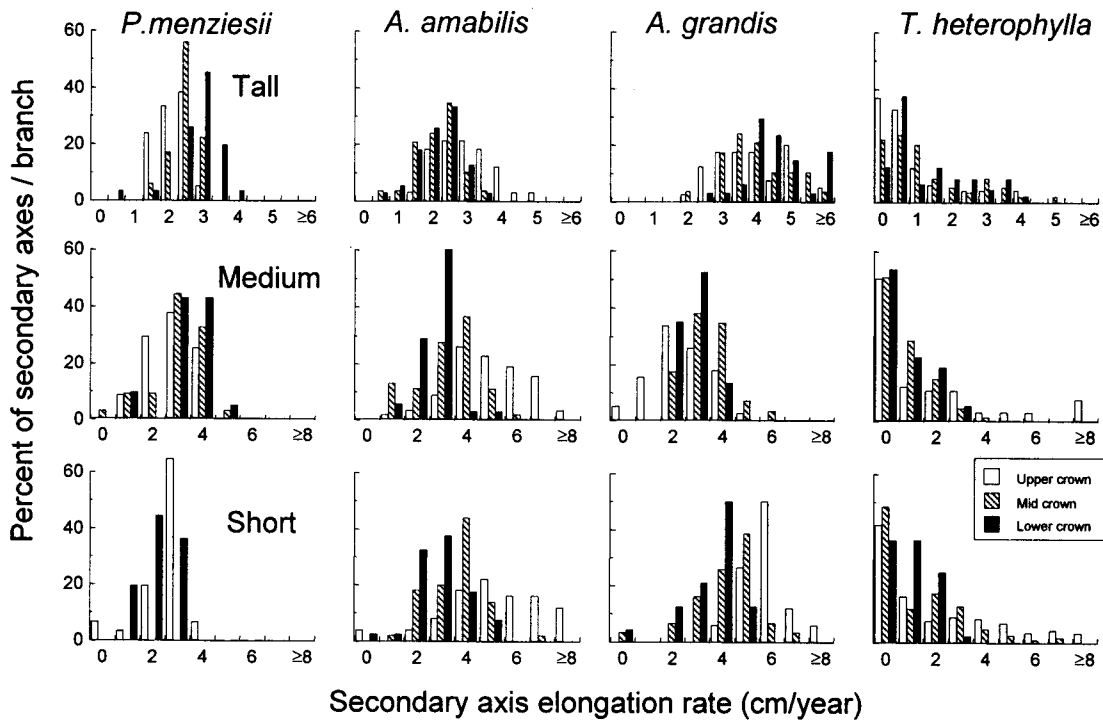 P.menziesii A. amabilis A. grandis T. heterophylla
Percent of secondary axes / branch
60
40
20
0
Tall
0 1 2 3 4 5 ≥6
0 1 2 3 4 5 ≥6
0 1 2 3 4 5 ≥6
0 1 2 3 4 5 ≥6
60
40
20
0
Medium
0 2 4 6 ≥8
0 2 4 6 ≥8
0 2 4 6 ≥8
0 2 4 6 ≥8
60
40
20
0
Short
Upper crown
Mid crown
Lower crown
0 2 4 6 ≥8
0 2 4 6 ≥8
0 2 4 6 ≥8
0 2 4 6 ≥8
Secondary axis elongation rate (cm/year)